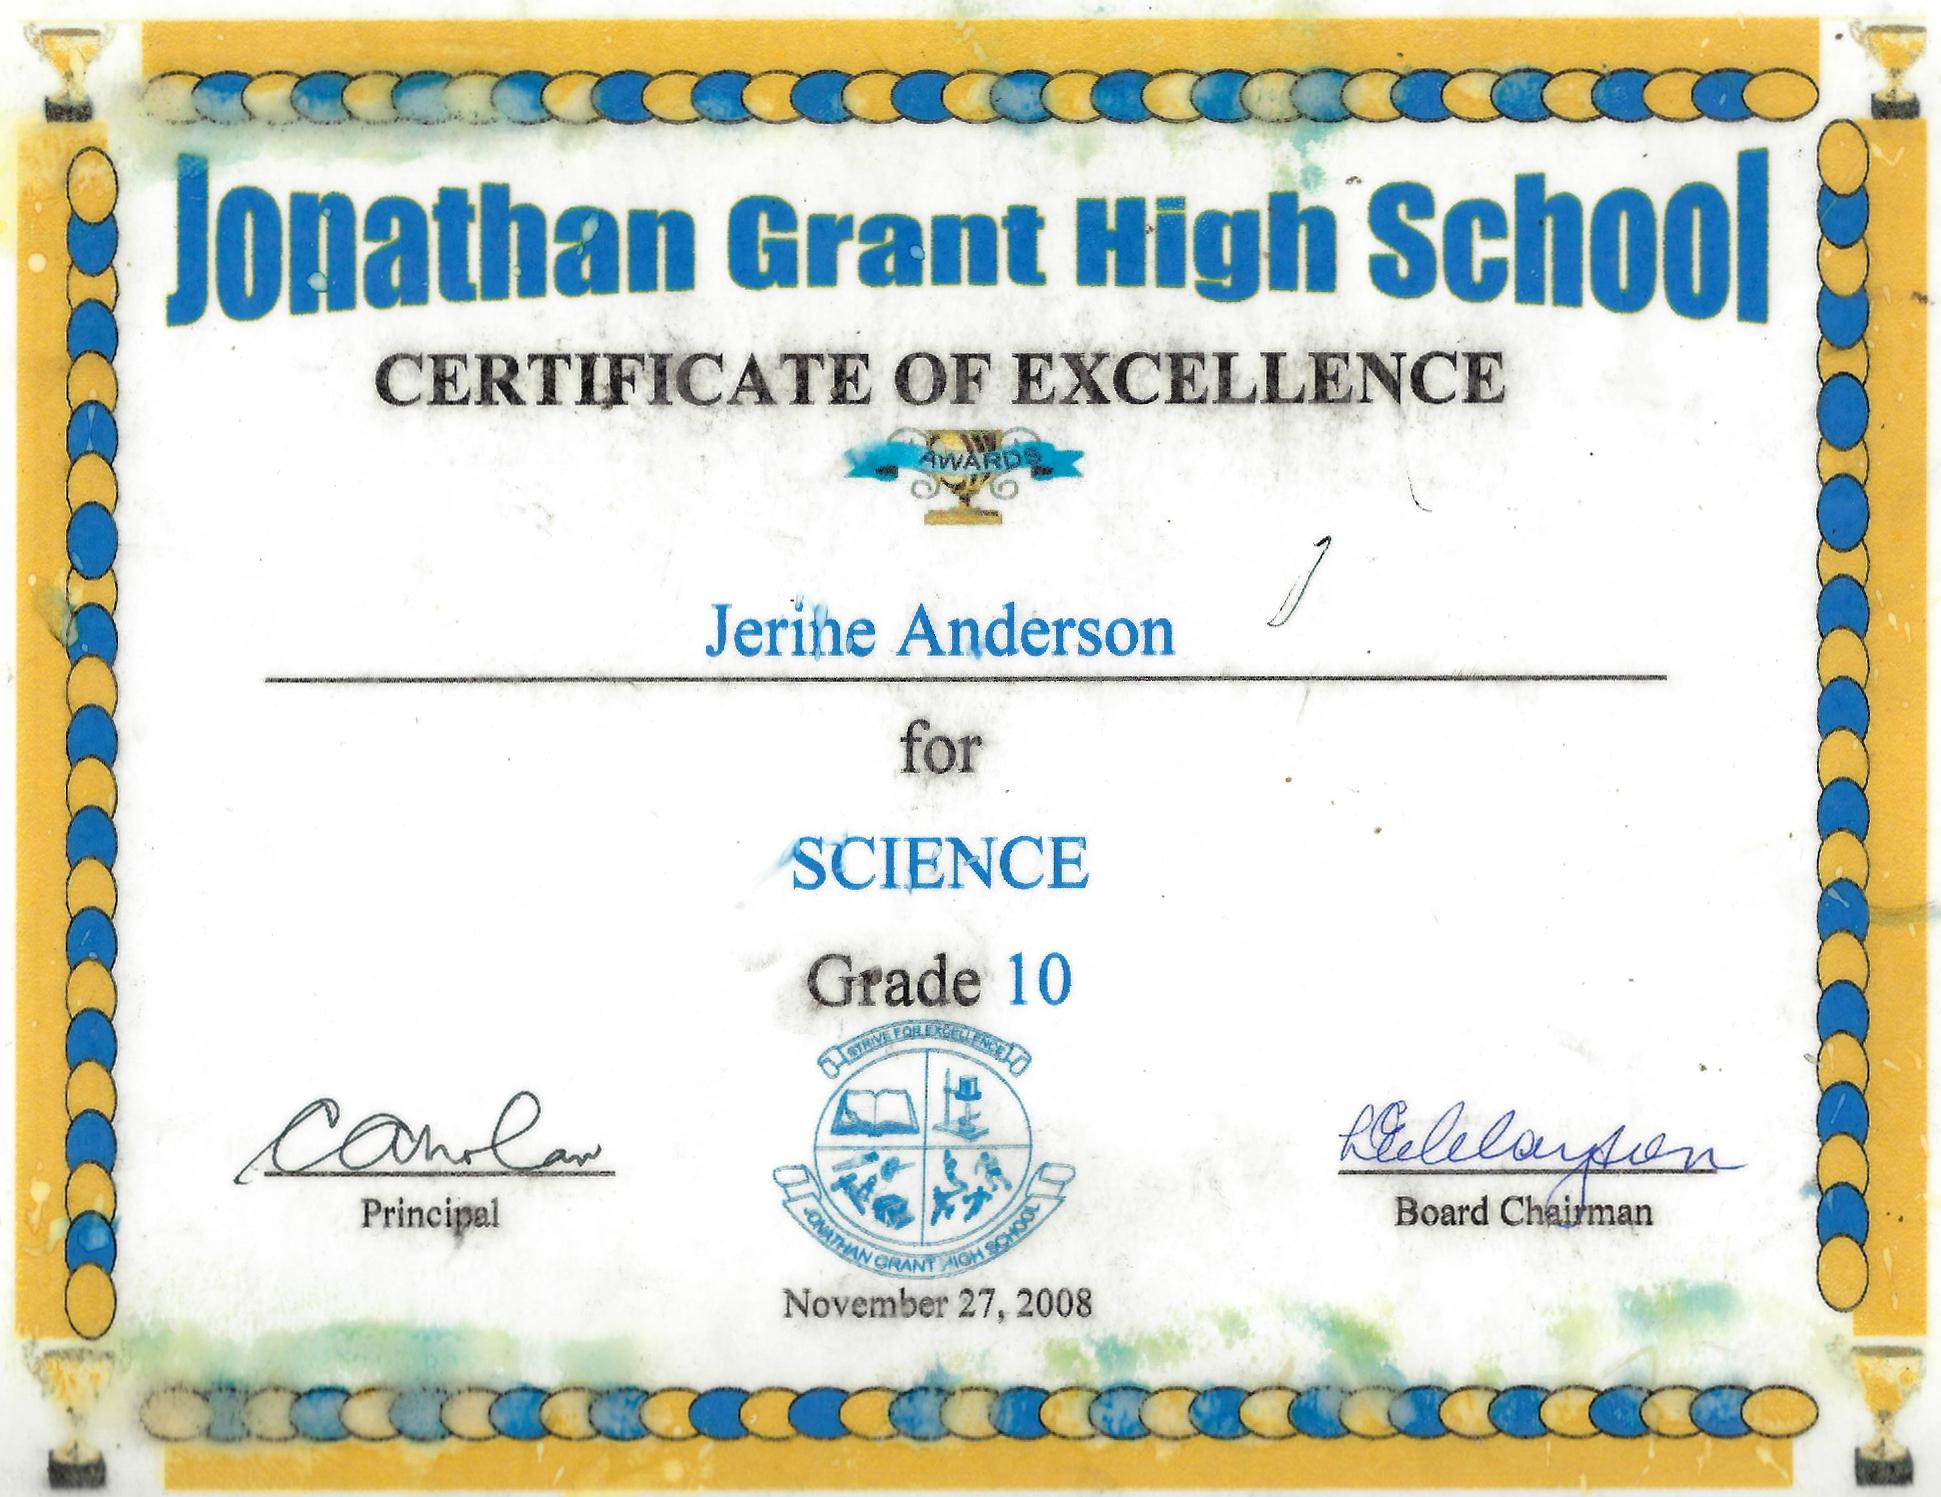 Jonathan Grant High School
CERTIFICATE OF EXCELLENCE
AWARDS
Jerine Anderson
for
SCIENCE
Grade 10
STRIVE FOR EXCELLENCE
JONATHAN GRANT HIGH SCHOOL
Principal
Board Chairman
November 27, 2008